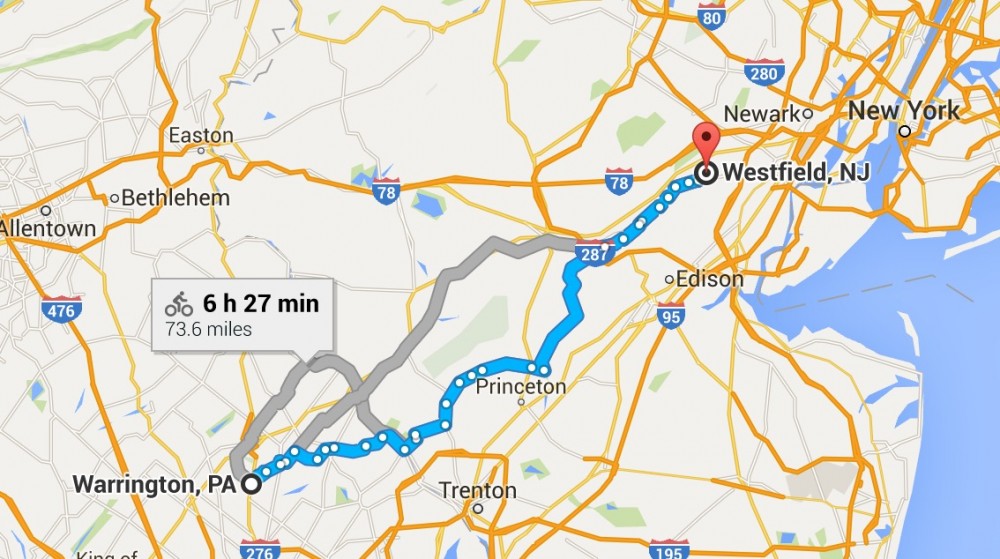 80
280
Newark
New York
Easton
78
78
Westfield, NJ
Bethlehem
Allentown
287
Edison
6 h 27 min
73.6 miles
476
95
Princeton
Warrington, PA
Trenton
King of
276
195